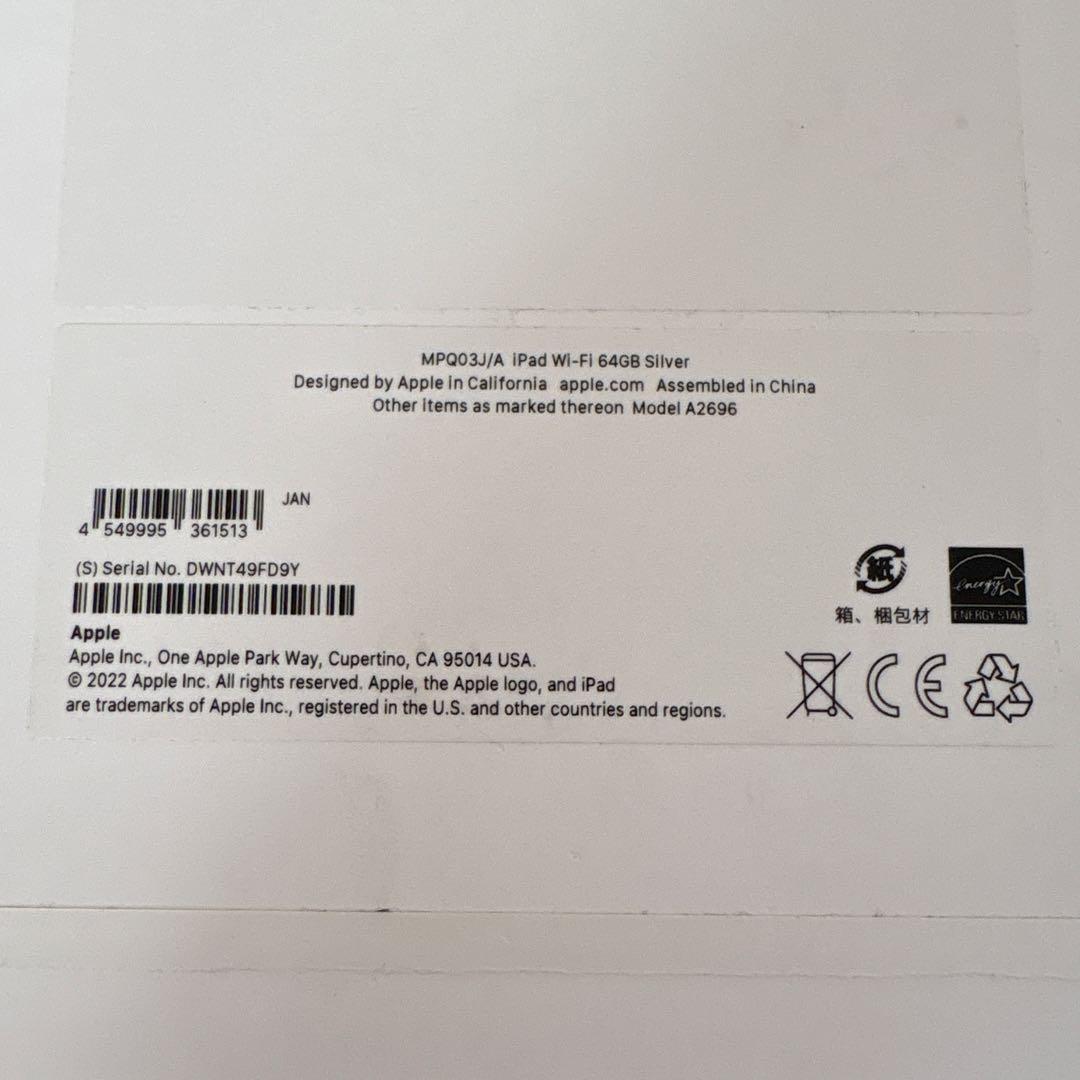 MPQ03J/A iPad Wi-Fi 64GB Silver
Designed by Apple in California apple.com Assembled in China
Other items as marked thereon Model A2696
JAN
4 549995 361513
(S) Serial No. DWNT49FD9Y
Apple
Apple Inc., One Apple Park Way, Cupertino, CA 95014 USA.
© 2022 Apple Inc. All rights reserved. Apple, the Apple logo, and iPad
are trademarks of Apple Inc., registered in the U.S. and other countries and regions.
紙
箱、梱包材
energy
ENERGY STAR
CE